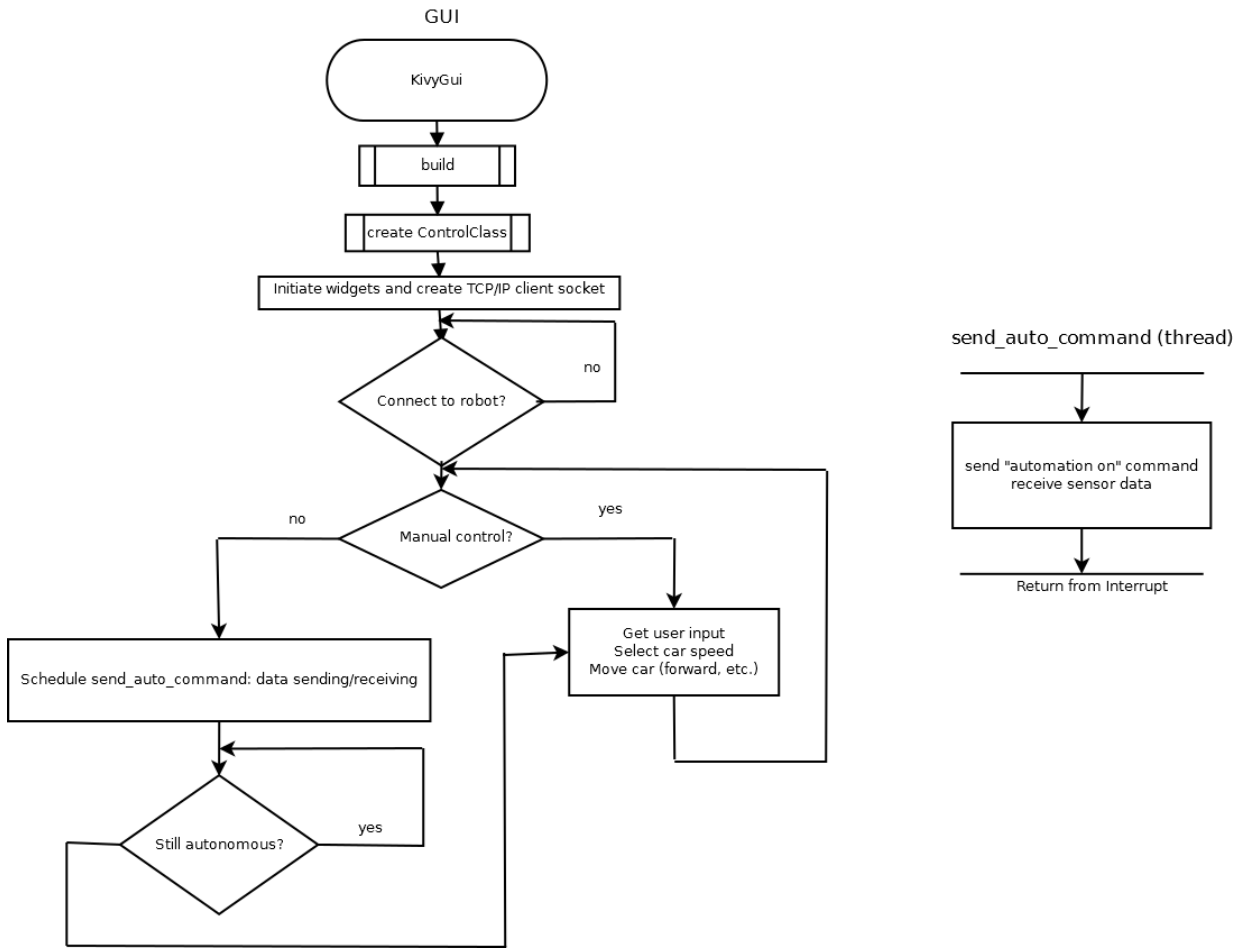 GUI
KivyGui
build
create ControlClass
Initiate widgets and create TCP/IP client socket
no
Connect to robot?
no
yes
Manual control?
Get user input
Select car speed
Move car (forward, etc.)
Schedule send_auto_command: data sending/receiving
yes
Still autonomous?
send_auto_command (thread)
send "automation on" command
receive sensor data
Return from Interrupt